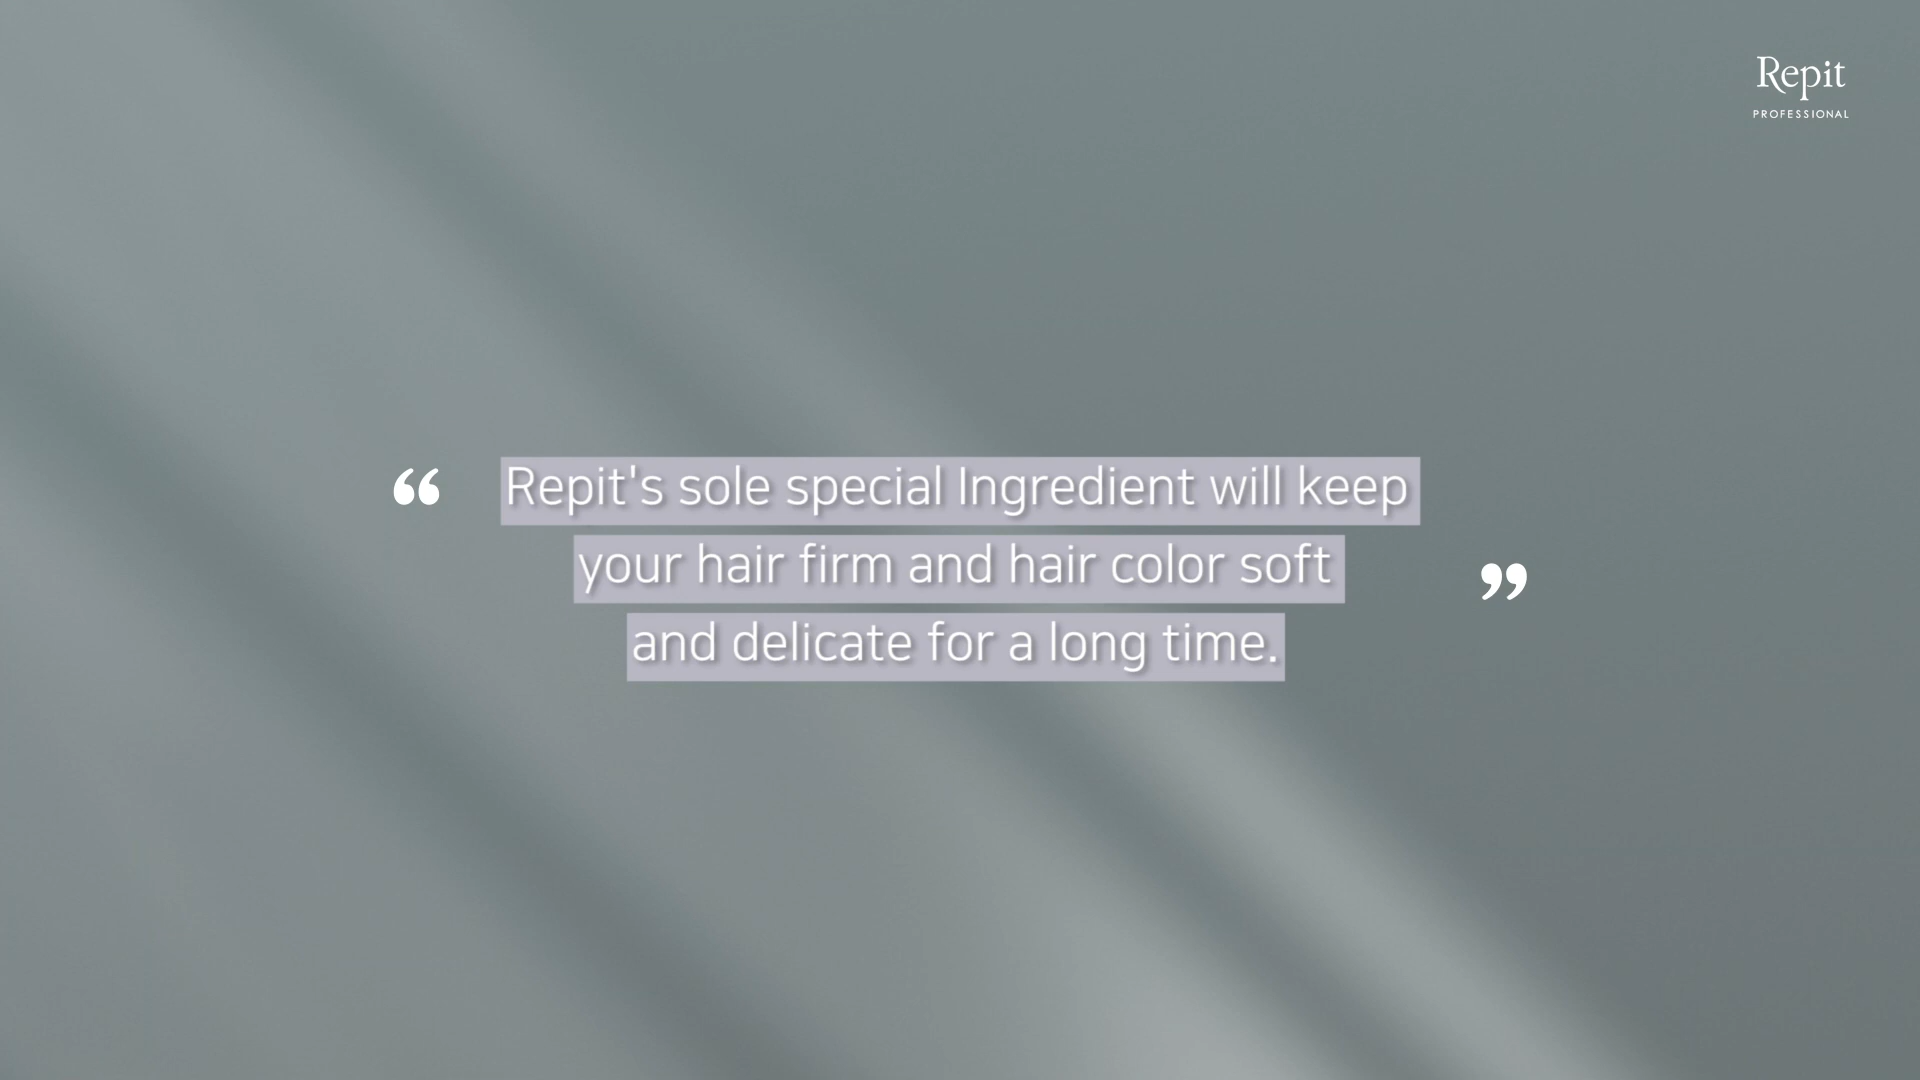 Repit
PROFESSIONAL
“ Repit's sole special Ingredient will keep
your hair firm and hair color soft
and delicate for a long time. ”